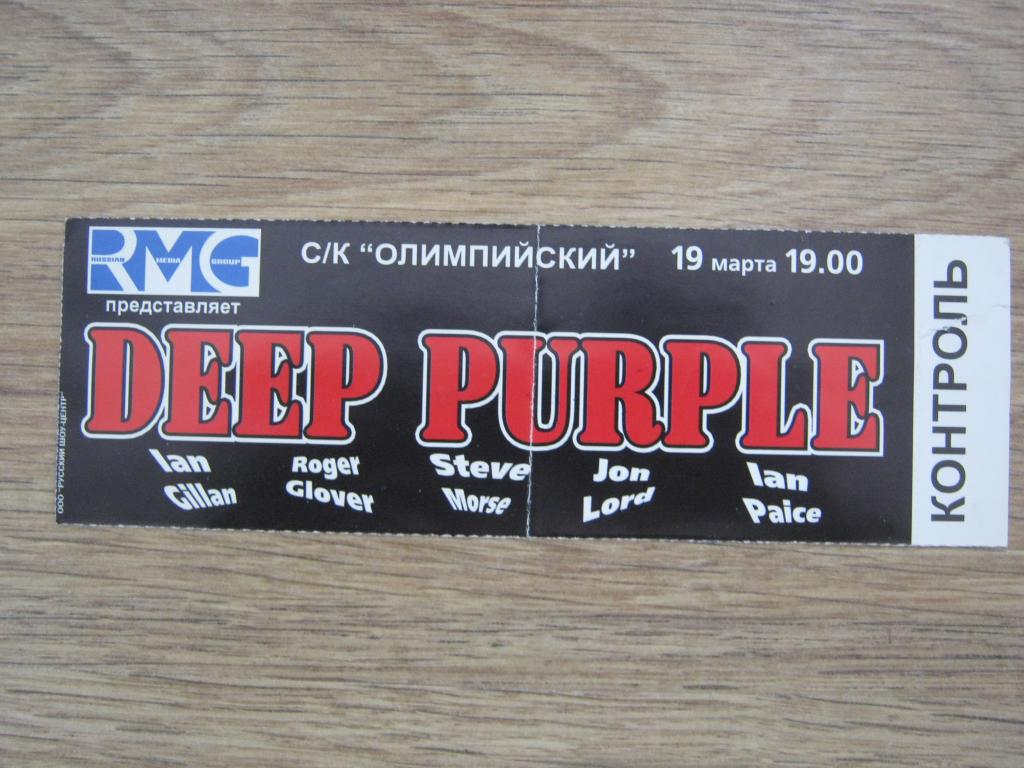 RMG
RUSSIAN MEDIA GROUP
представляет
С/К "ОЛИМПИЙСКИЙ" 19 марта 19.00
DEEP PURPLE
Ian Gillan
Roger Glover
Steve Morse
Jon Lord
Ian Paice
КОНТРОЛЬ
ООО "РУССКИЙ ШОУ-ЦЕНТР"